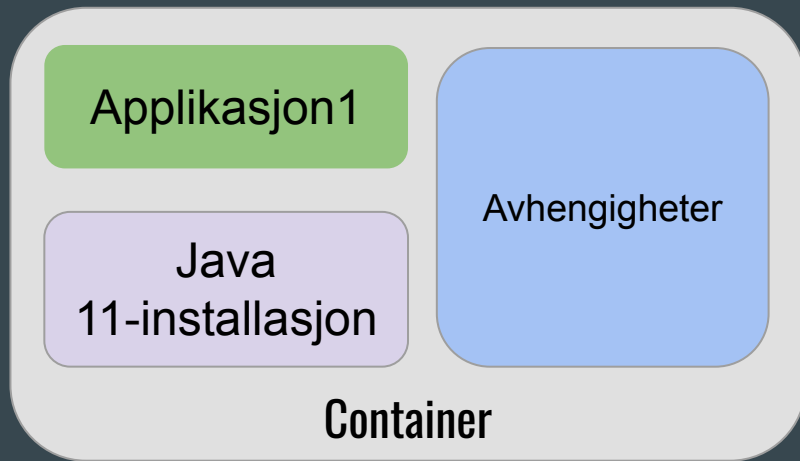 Applikasjon1
Java
11-installasjon
Avhengigheter
Container